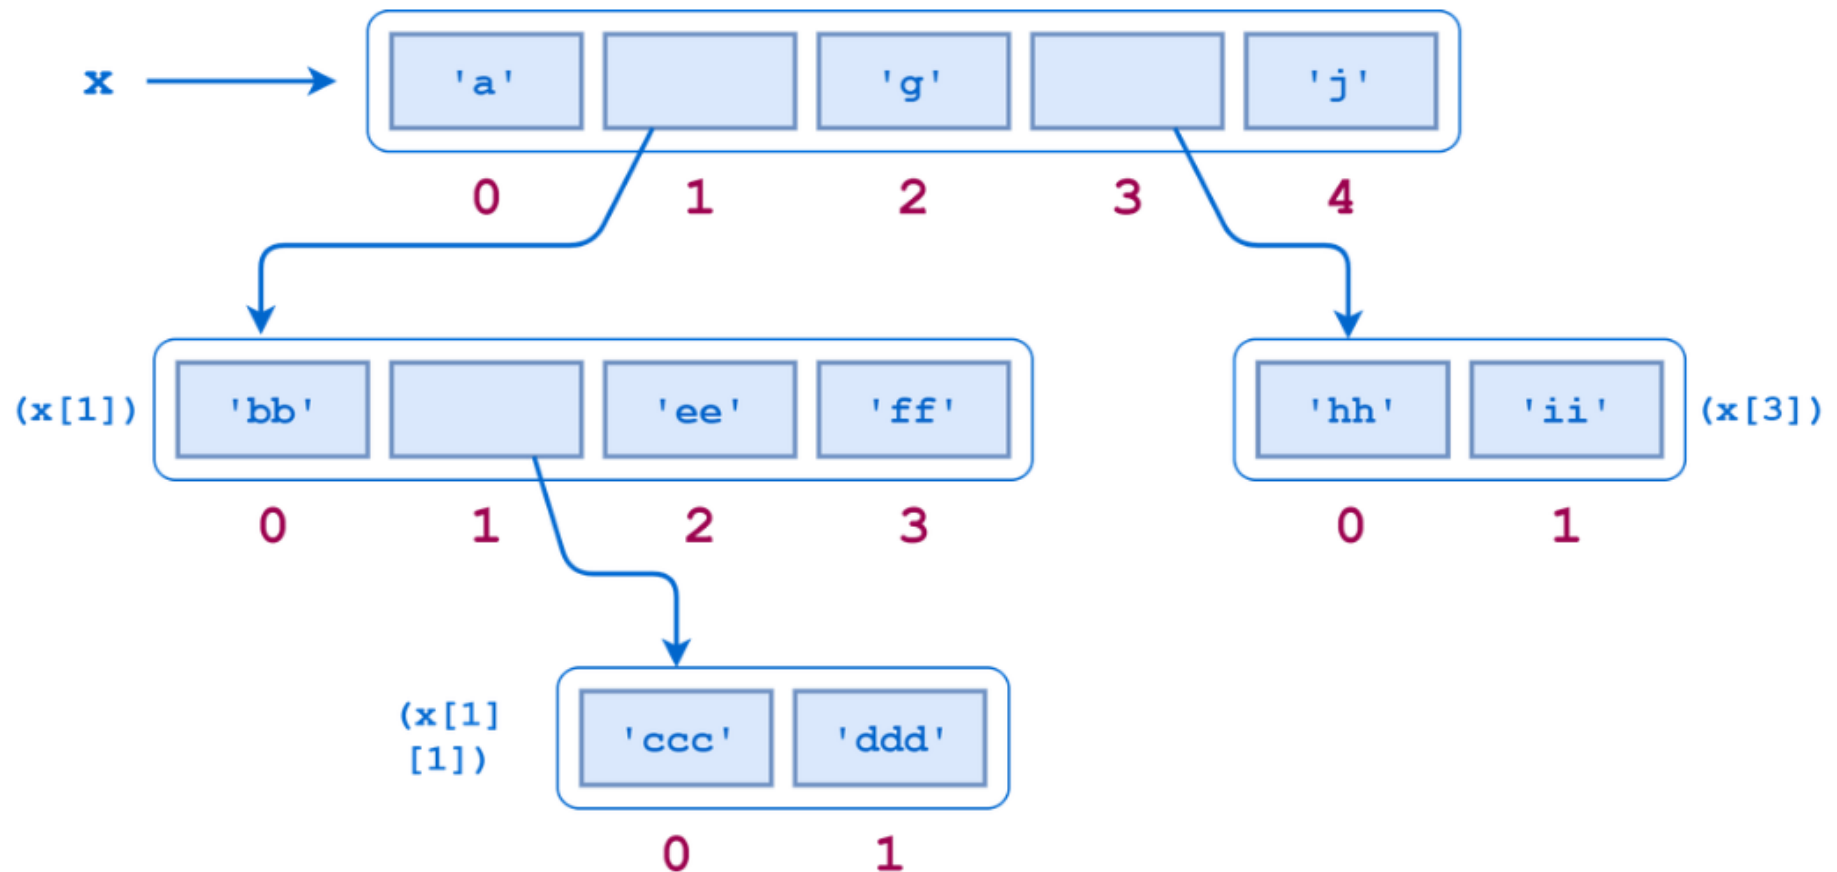 x 'a' 'g' 'j'
0 1 2 3 4
(x[1]) 'bb' 'ee' 'ff' 'hh' 'ii' (x[3])
0 1 2 3 0 1
(x[1]
[1]) 'ccc' 'ddd'
0 1